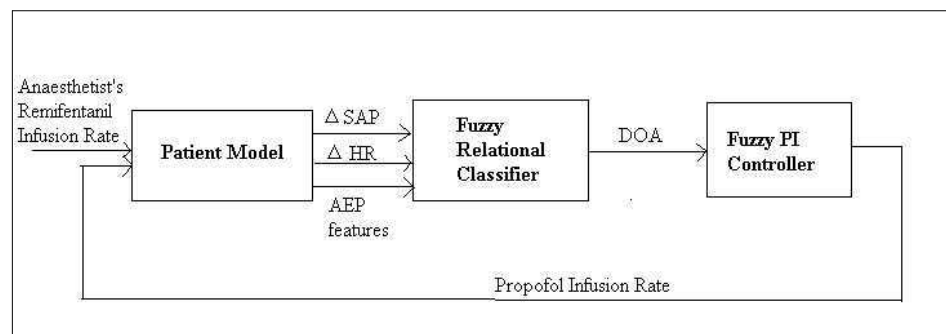 Anaesthetist's
Remifentanil
Infusion Rate
Patient Model
Δ SAP
Δ HR
AEP
features
Fuzzy
Relational
Classifier
DOA
Fuzzy PI
Controller
Propofol Infusion Rate